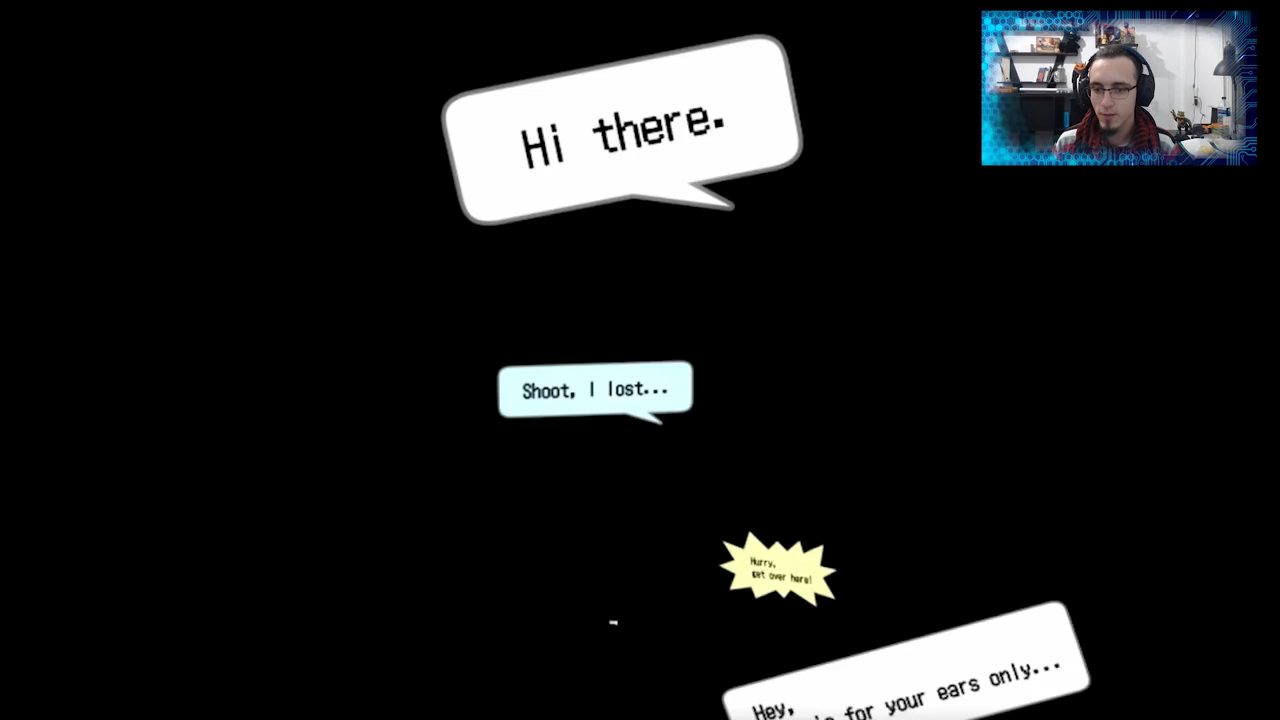 Hi there.
Shoot, I lost...
Hurry,
get over here!
Hey,
for your ears only...